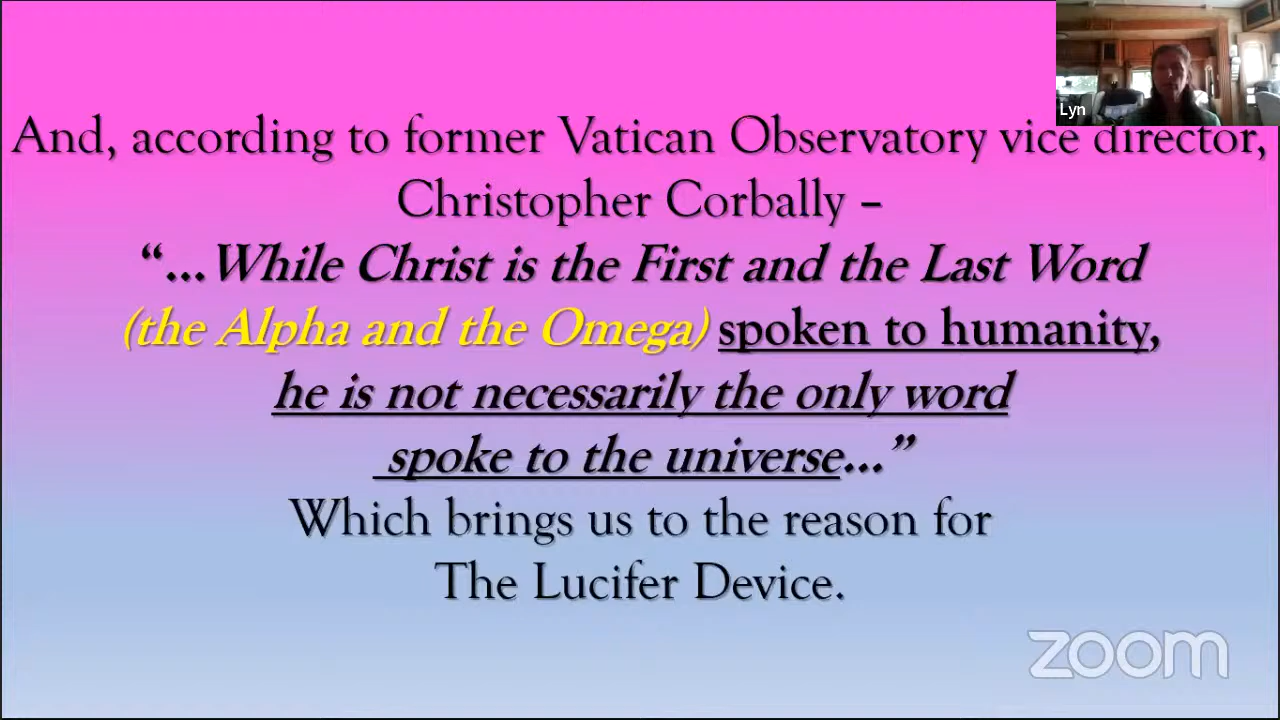 Lyn
And, according to former Vatican Observatory vice director,
Christopher Corbally –
“...While Christ is the First and the Last Word
(the Alpha and the Omega) spoken to humanity,
he is not necessarily the only word
spoke to the universe...”
Which brings us to the reason for
The Lucifer Device.
zoom